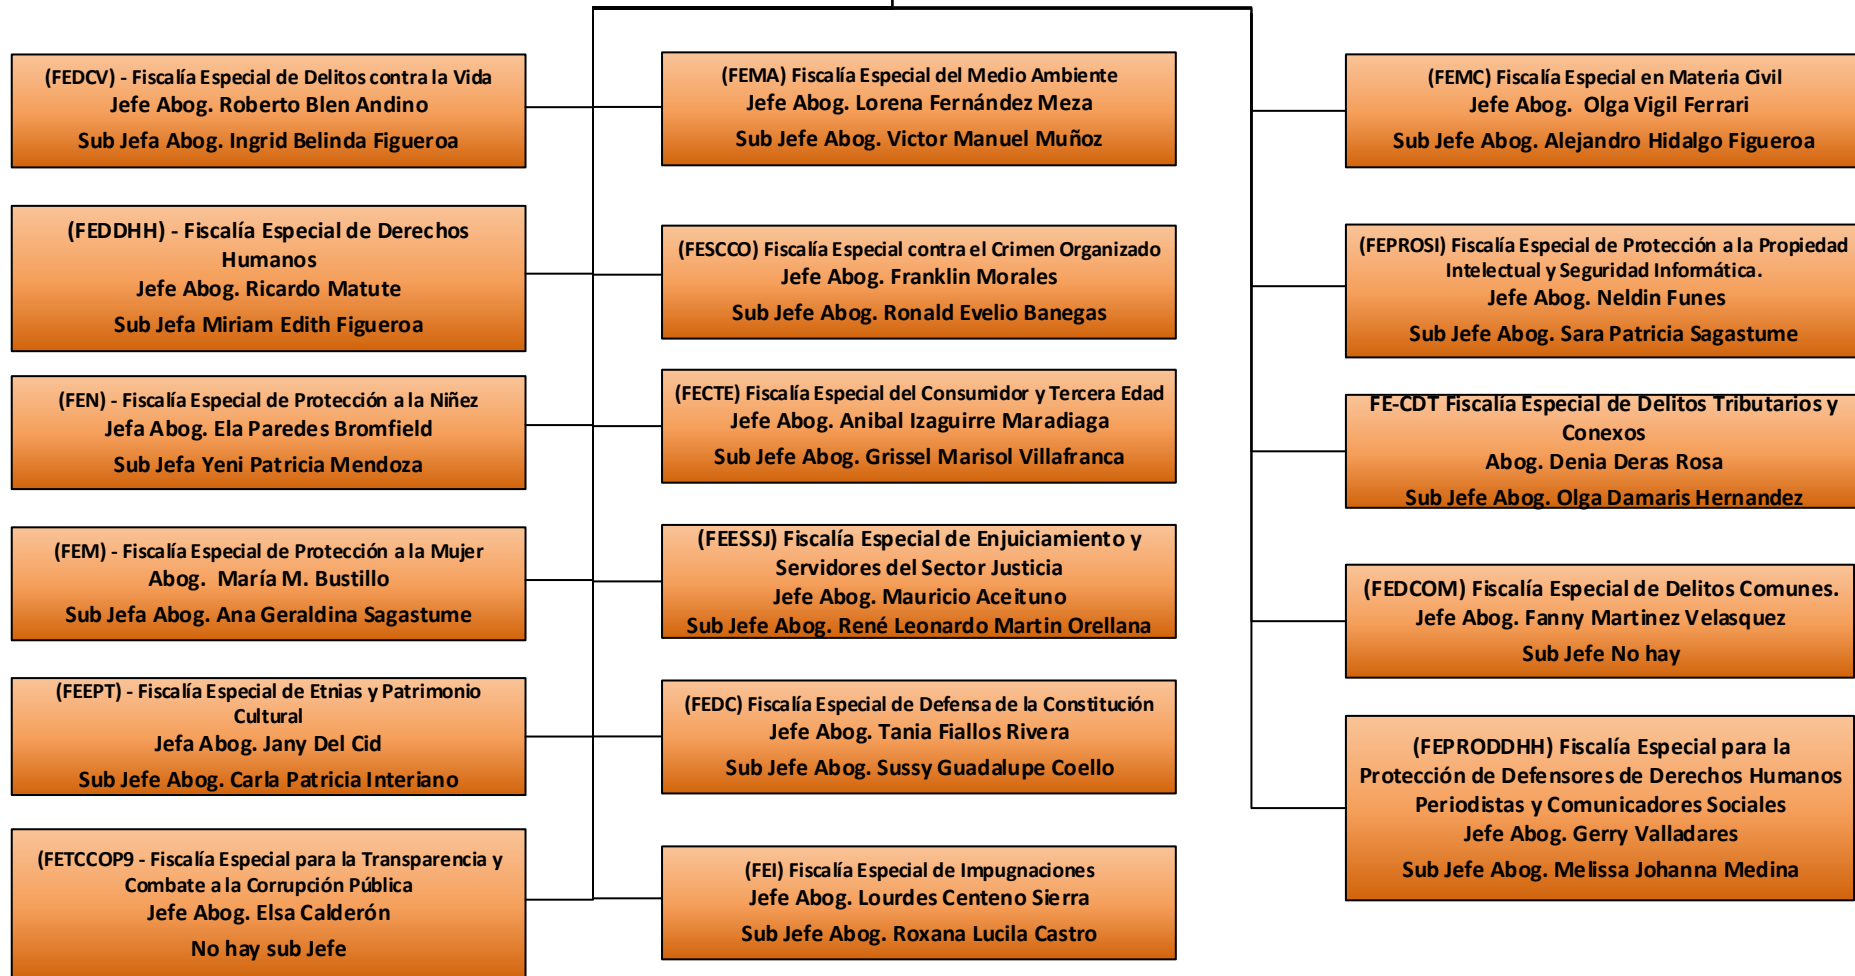 (FEDCV) - Fiscalía Especial de Delitos contra la Vida
Jefe Abog. Roberto Blen Andino
Sub Jefa Abog. Ingrid Belinda Figueroa
(FEDDHH) - Fiscalía Especial de Derechos
Humanos
Jefe Abog. Ricardo Matute
Sub Jefa Miriam Edith Figueroa
(FEN) - Fiscalía Especial de Protección a la Niñez
Jefa Abog. Ela Paredes Bromfield
Sub Jefa Yeni Patricia Mendoza
(FEM) - Fiscalía Especial de Protección a la Mujer
Abog. María M. Bustillo
Sub Jefa Abog. Ana Geraldina Sagastume
(FEEPT) - Fiscalía Especial de Etnias y Patrimonio
Cultural
Jefa Abog. Jany Del Cid
Sub Jefe Abog. Carla Patricia Interiano
(FETCCOP9 - Fiscalía Especial para la Transparencia y
Combate a la Corrupción Pública
Jefe Abog. Elsa Calderón
No hay sub Jefe
(FEMA) Fiscalía Especial del Medio Ambiente
Jefe Abog. Lorena Fernández Meza
Sub Jefe Abog. Victor Manuel Muñoz
(FESCCO) Fiscalía Especial contra el Crimen Organizado
Jefe Abog. Franklin Morales
Sub Jefe Abog. Ronald Evelio Banegas
(FECTE) Fiscalía Especial del Consumidor y Tercera Edad
Jefe Abog. Anibal Izaguirre Maradiaga
Sub Jefe Abog. Grissel Marisol Villafranca
(FEESSJ) Fiscalía Especial de Enjuiciamiento y
Servidores del Sector Justicia
Jefe Abog. Mauricio Aceituno
Sub Jefe Abog. René Leonardo Martin Orellana
(FEDC) Fiscalía Especial de Defensa de la Constitución
Jefe Abog. Tania Fiallos Rivera
Sub Jefe Abog. Sussy Guadalupe Coello
(FEI) Fiscalía Especial de Impugnaciones
Jefe Abog. Lourdes Centeno Sierra
Sub Jefe Abog. Roxana Lucila Castro
(FEMC) Fiscalía Especial en Materia Civil
Jefe Abog. Olga Vigil Ferrari
Sub Jefe Abog. Alejandro Hidalgo Figueroa
(FEPROSI) Fiscalía Especial de Protección a la Propiedad
Intelectual y Seguridad Informática.
Jefe Abog. Neldin Funes
Sub Jefe Abog. Sara Patricia Sagastume
FE-CDT Fiscalía Especial de Delitos Tributarios y
Conexos
Abog. Denia Deras Rosa
Sub Jefe Abog. Olga Damaris Hernandez
(FEDCOM) Fiscalía Especial de Delitos Comunes.
Jefe Abog. Fanny Martinez Velasquez
Sub Jefe No hay
(FEPRODDHH) Fiscalía Especial para la
Protección de Defensores de Derechos Humanos
Periodistas y Comunicadores Sociales
Jefe Abog. Gerry Valladares
Sub Jefe Abog. Melissa Johanna Medina